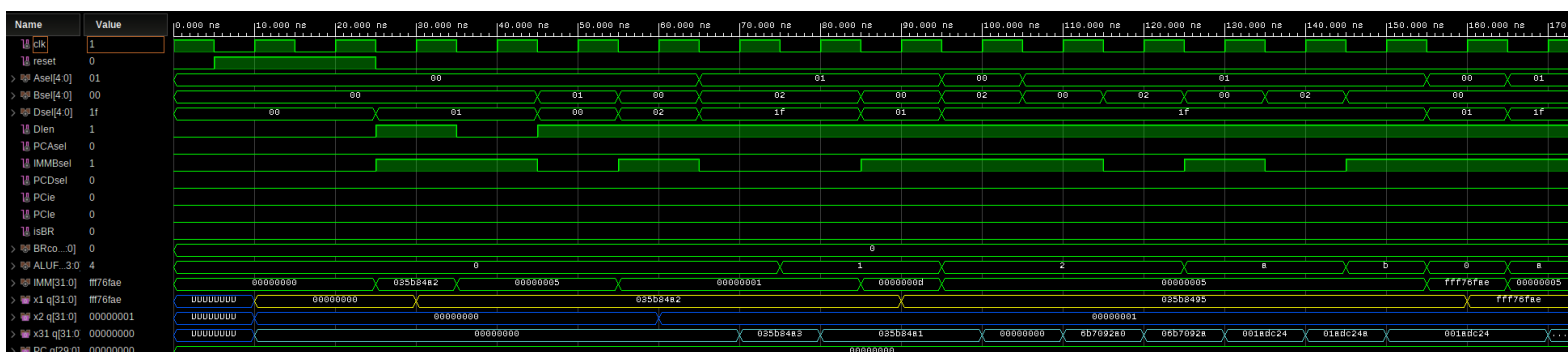 Name Value 0.000 ns 10.000 ns 20.000 ns 30.000 ns 40.000 ns 50.000 ns 60.000 ns 70.000 ns 80.000 ns 90.000 ns 100.000 ns 110.000 ns 120.000 ns 130.000 ns 140.000 ns 150.000 ns 160.000 ns 170
clk 1
reset 0
Asel[4:0] 01 00 01 00 01 00 01
Bsel[4:0] 00 00 01 00 02 00 02 00 02 00 02 00
Dsel[4:0] 1f 00 01 00 02 1f 01 1f 01 1f
DIen 1
PCAsel 0
IMMBsel 1
PCDsel 0
PCie 0
PCIe 0
isBR 0
BRco...:0] 0 0
ALUF...3:0 4 0 1 2 a b 0 a
IMM[31:0] fff76fae 00000000 035b84a2 00000005 00000001 0000000d 00000005 fff76fae 00000005
x1 q[31:0] fff76fae UUUUUUUU 00000000 035b84a2 035b8495 fff76fae
x2 q[31:0] 00000001 UUUUUUUU 00000000 00000001
x31 q[31:0 00000000 UUUUUUUU 00000000 035b84a3 035b84a1 00000000 6b7092a0 06b7092a 001adc24 01adc24a 001adc24 ...
PC q[29:0] 00000000 00000000